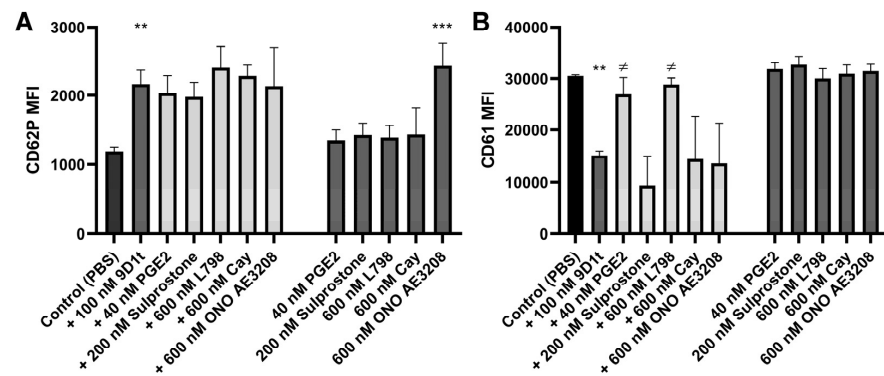 A
CD62P MFI
3000
2000
1000
0
**
***
Control (PBS)
+ 100 nM 9D1t
+ 40 nM PGE2
+ 200 nM Sulprostone
+ 600 nM L798
+ 600 nM Cay
+ 600 nM ONO AE3208
40 nM PGE2
200 nM Sulprostone
600 nM L798
600 nM Cay
600 nM ONO AE3208
B
CD61 MFI
40000
30000
20000
10000
0
**
≠
≠
Control (PBS)
+ 100 nM 9D1t
+ 40 nM PGE2
+ 200 nM Sulprostone
+ 600 nM L798
+ 600 nM Cay
+ 600 nM ONO AE3208
40 nM PGE2
200 nM Sulprostone
600 nM L798
600 nM Cay
600 nM ONO AE3208